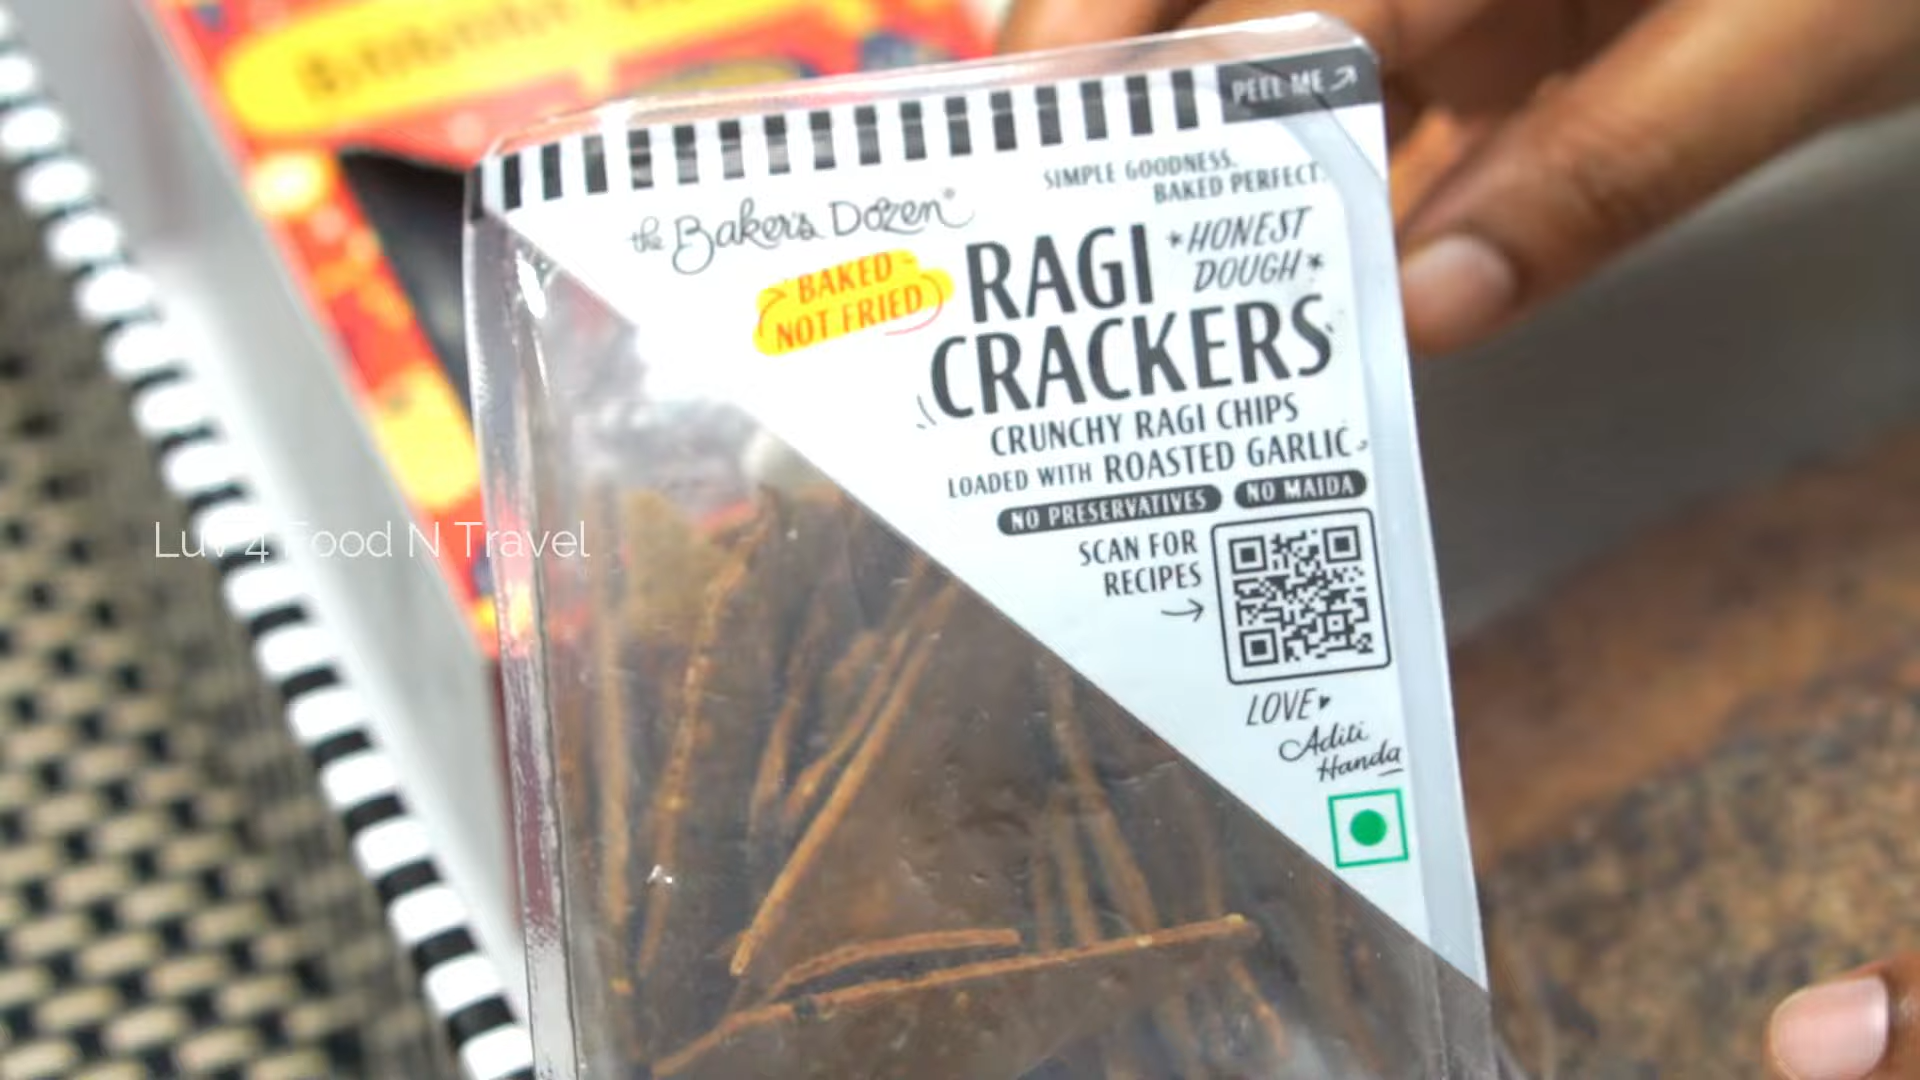 PEEL ME
SIMPLE GOODNESS.
BAKED PERFECT.
the Baker's Dozen
BAKED
NOT FRIED
RAGI
CRACKERS
*HONEST
DOUGH*
CRUNCHY RAGI CHIPS
LOADED WITH ROASTED GARLIC
NO PRESERVATIVES
NO MAIDA
SCAN FOR
RECIPES
LOVE
Aditi
Handa
Luv 4 Food N Travel